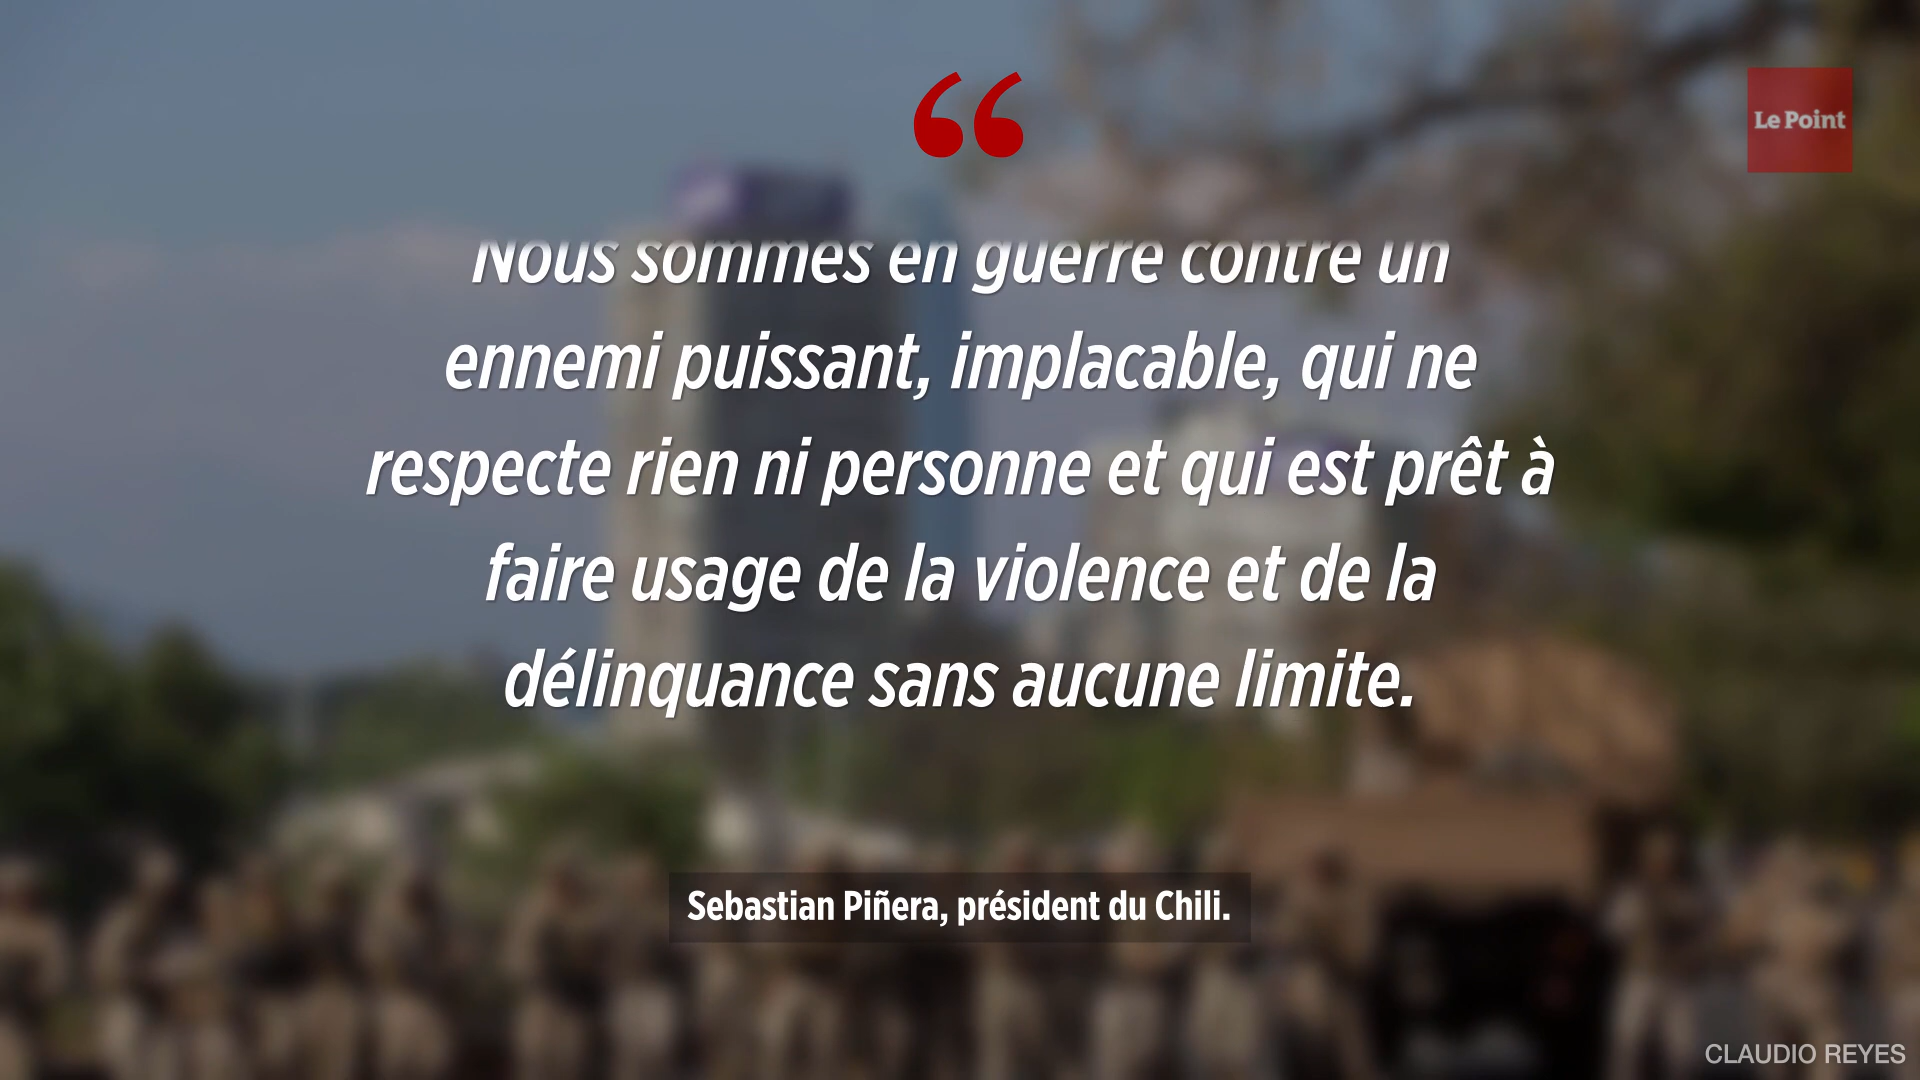 Le Point
Nous sommes en guerre contre un
ennemi puissant, implacable, qui ne
respecte rien ni personne et qui est prêt à
faire usage de la violence et de la
délinquance sans aucune limite.
Sebastian Piñera, président du Chili.
CLAUDIO REYES